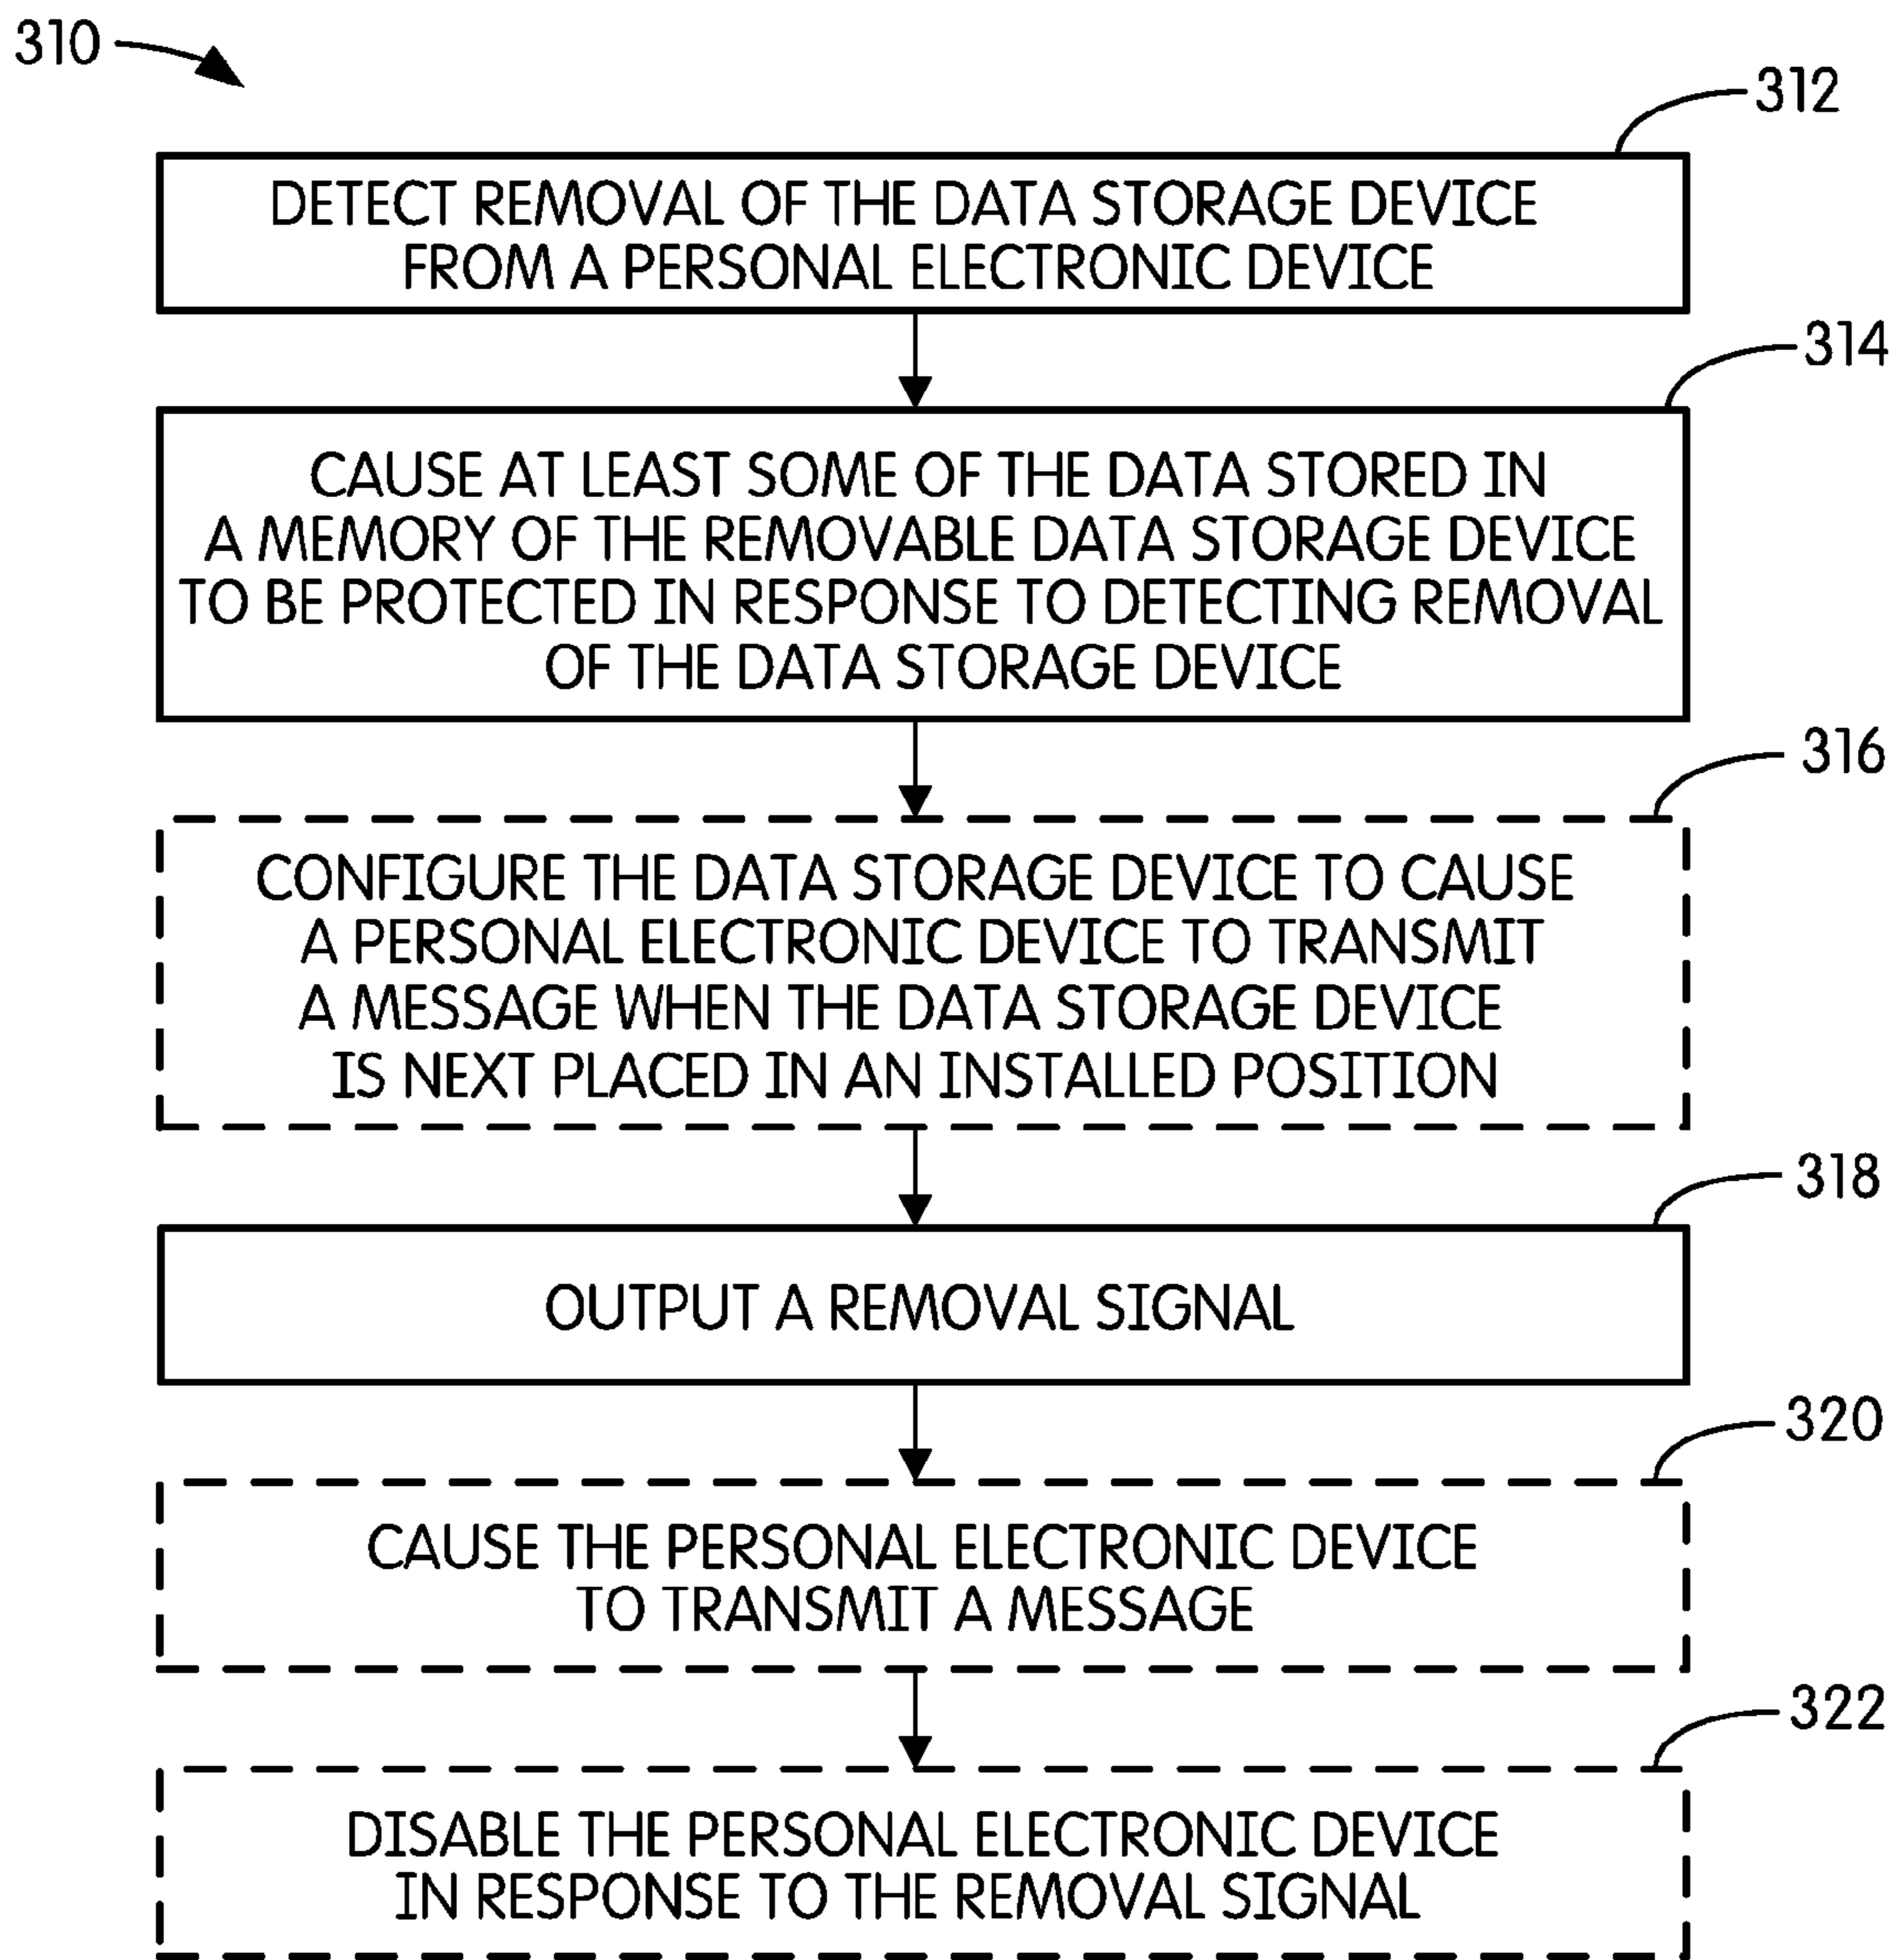 310
312
DETECT REMOVAL OF THE DATA STORAGE DEVICE
FROM A PERSONAL ELECTRONIC DEVICE
314
CAUSE AT LEAST SOME OF THE DATA STORED IN
A MEMORY OF THE REMOVABLE DATA STORAGE DEVICE
TO BE PROTECTED IN RESPONSE TO DETECTING REMOVAL
OF THE DATA STORAGE DEVICE
316
CONFIGURE THE DATA STORAGE DEVICE TO CAUSE
A PERSONAL ELECTRONIC DEVICE TO TRANSMIT
A MESSAGE WHEN THE DATA STORAGE DEVICE
IS NEXT PLACED IN AN INSTALLED POSITION
318
OUTPUT A REMOVAL SIGNAL
320
CAUSE THE PERSONAL ELECTRONIC DEVICE
TO TRANSMIT A MESSAGE
322
DISABLE THE PERSONAL ELECTRONIC DEVICE
IN RESPONSE TO THE REMOVAL SIGNAL